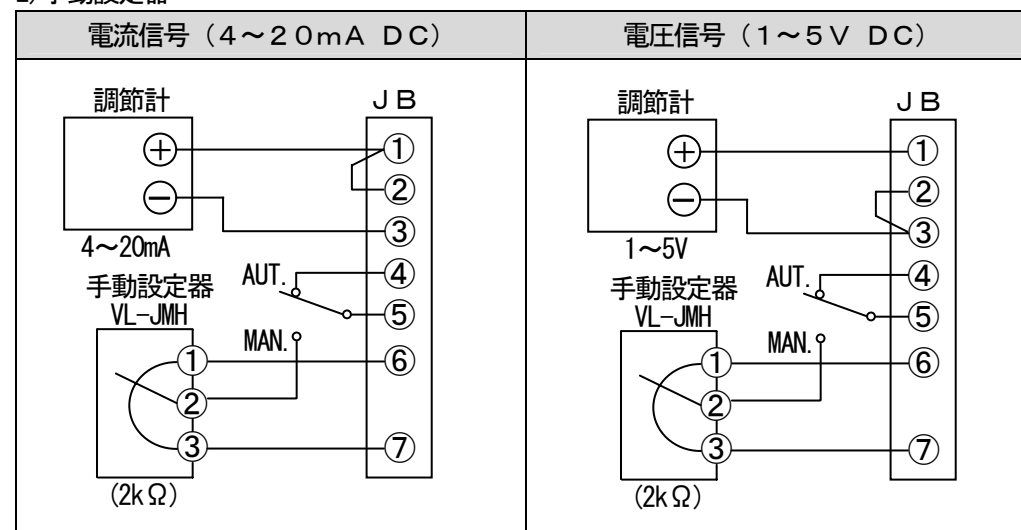 電流信号（４～２０ｍＡ　ＤＣ）
調節計
ＪＢ
＋
－
4～20mA
手動設定器
VL-JMH
AUT.
MAN.
①
②
③
④
⑤
⑥
⑦
①
②
③
(2kΩ)
電圧信号（１～５Ｖ　ＤＣ）
調節計
ＪＢ
＋
－
1～5V
手動設定器
VL-JMH
AUT.
MAN.
①
②
③
④
⑤
⑥
⑦
①
②
③
(2kΩ)